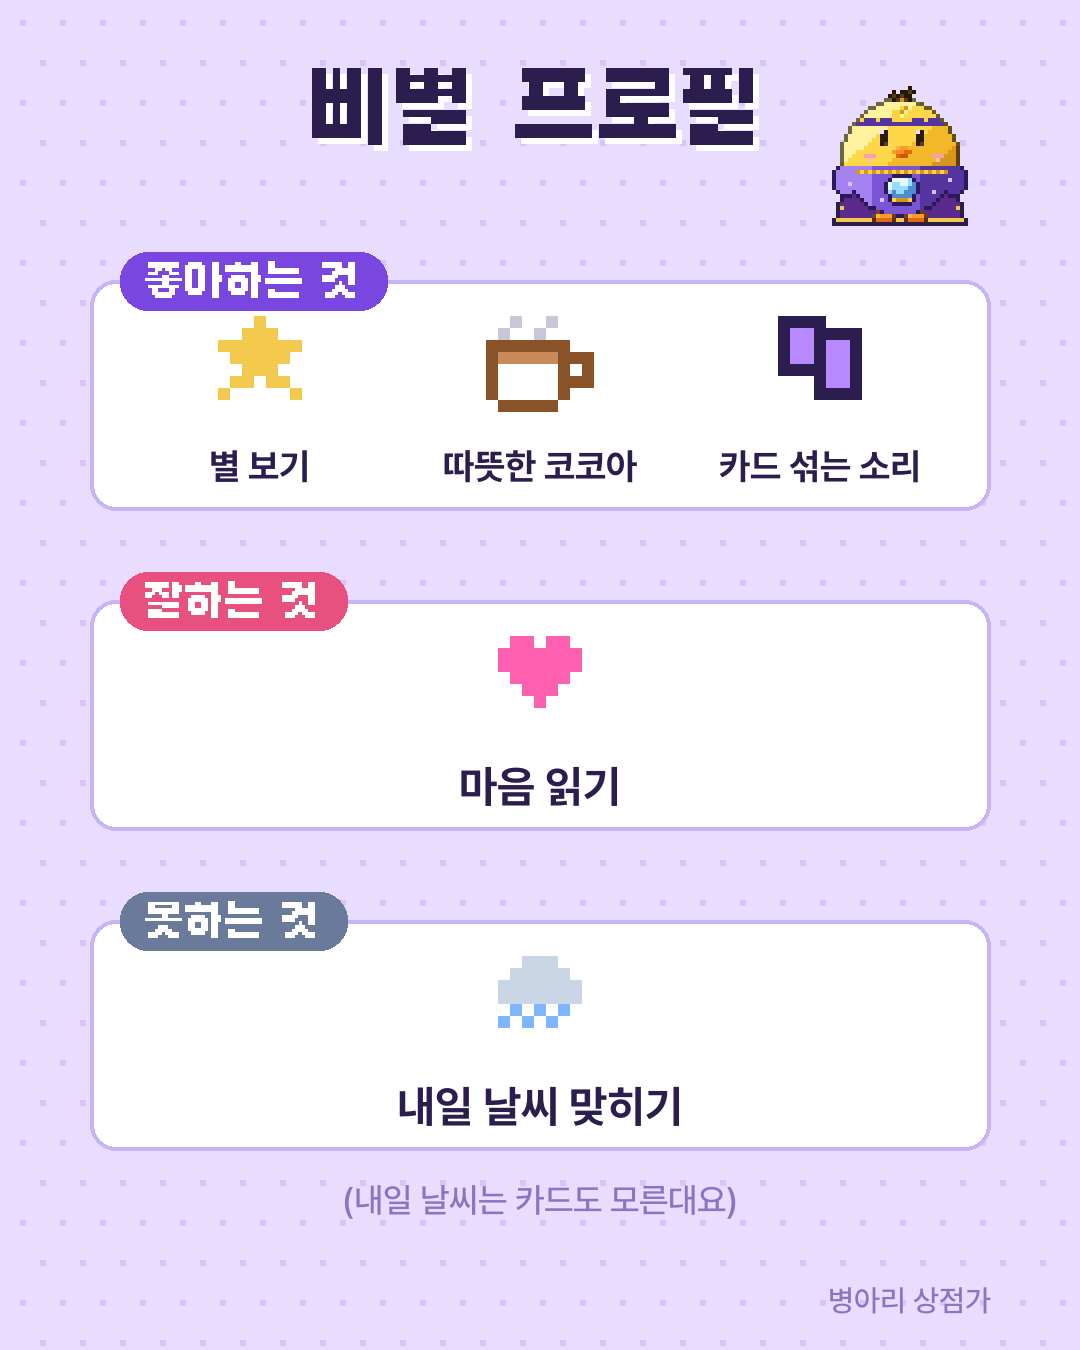 삐별 프로필
좋아하는 것
별 보기
따뜻한 코코아
카드 섞는 소리
잘하는 것
마음 읽기
못하는 것
내일 날씨 맞히기
(내일 날씨는 카드도 모른대요)
병아리 상점가